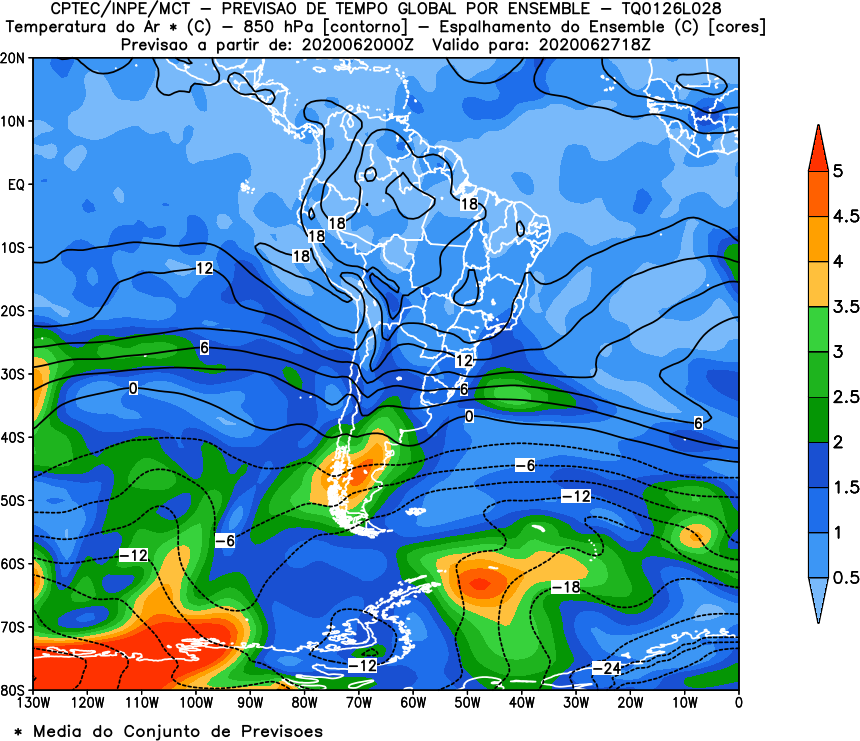 CPTEC/INPE/MCT − PREVISAO DE TEMPO GLOBAL POR ENSEMBLE − TQ0126L028
Temperatura do Ar * (C) − 850 hPa [contorno] − Espalhamento do Ensemble (C) [cores]
Previsao a partir de: 2020062000Z Valido para: 2020062718Z
20N
10N
EQ
10S
20S
30S
40S
50S
60S
70S
80S
18
18
18
18
12
12
6
6
6
0
0
−6
−6
−12
−12
−12
−18
−24
5
4.5
4
3.5
3
2.5
2
1.5
1
0.5
130W 120W 110W 100W 90W 80W 70W 60W 50W 40W 30W 20W 10W 0
* Media do Conjunto de Previsoes